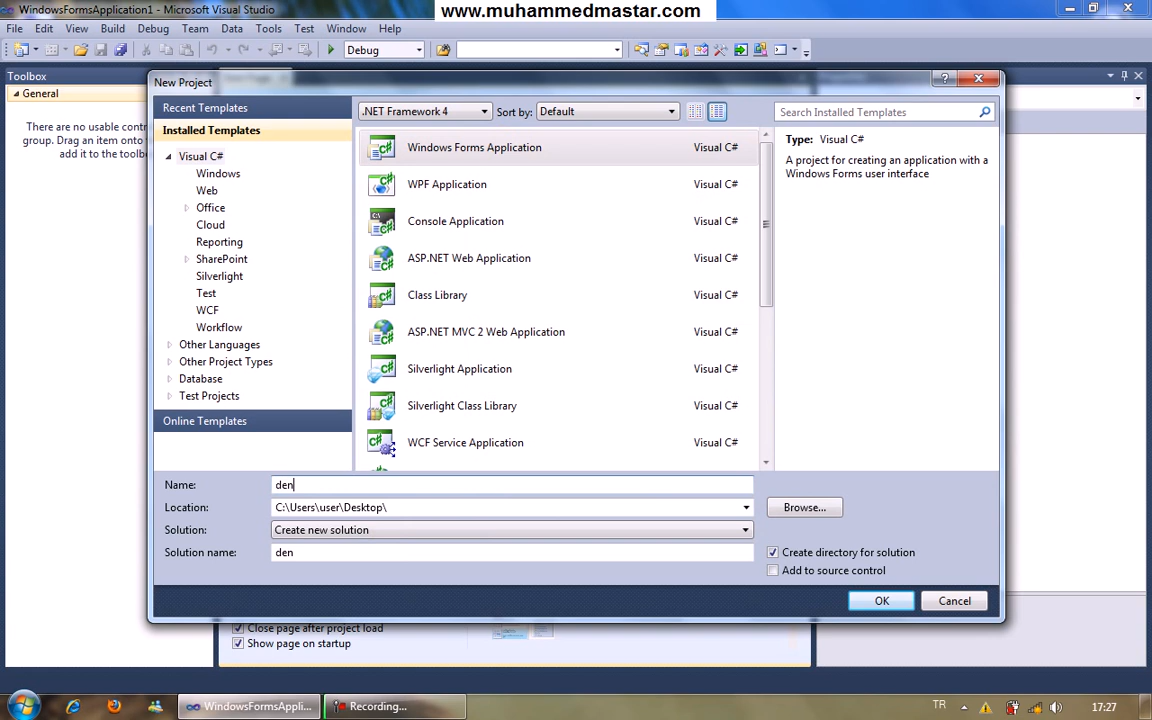 WindowsFormsApplication1 - Microsoft Visual Studio
www.muhammedmastar.com
File Edit View Build Debug Team Data Tools Test Window Help
Debug
Toolbox
General
There are no usable contr
group. Drag an item onto
add it to the toolb
New Project
Recent Templates
Installed Templates
Visual C#
Windows
Web
Office
Cloud
Reporting
SharePoint
Silverlight
Test
WCF
Workflow
Other Languages
Other Project Types
Database
Test Projects
Online Templates
.NET Framework 4 Sort by: Default
Windows Forms Application Visual C#
WPF Application Visual C#
Console Application Visual C#
ASP.NET Web Application Visual C#
Class Library Visual C#
ASP.NET MVC 2 Web Application Visual C#
Silverlight Application Visual C#
Silverlight Class Library Visual C#
WCF Service Application Visual C#
Search Installed Templates
Type: Visual C#
A project for creating an application with a
Windows Forms user interface
Name: den
Location: C:\Users\user\Desktop\
Browse...
Solution: Create new solution
Solution name: den
Create directory for solution
Add to source control
OK Cancel
Close page after project load
Show page on startup
WindowsFormsAppli...
Recording...
TR
17:27